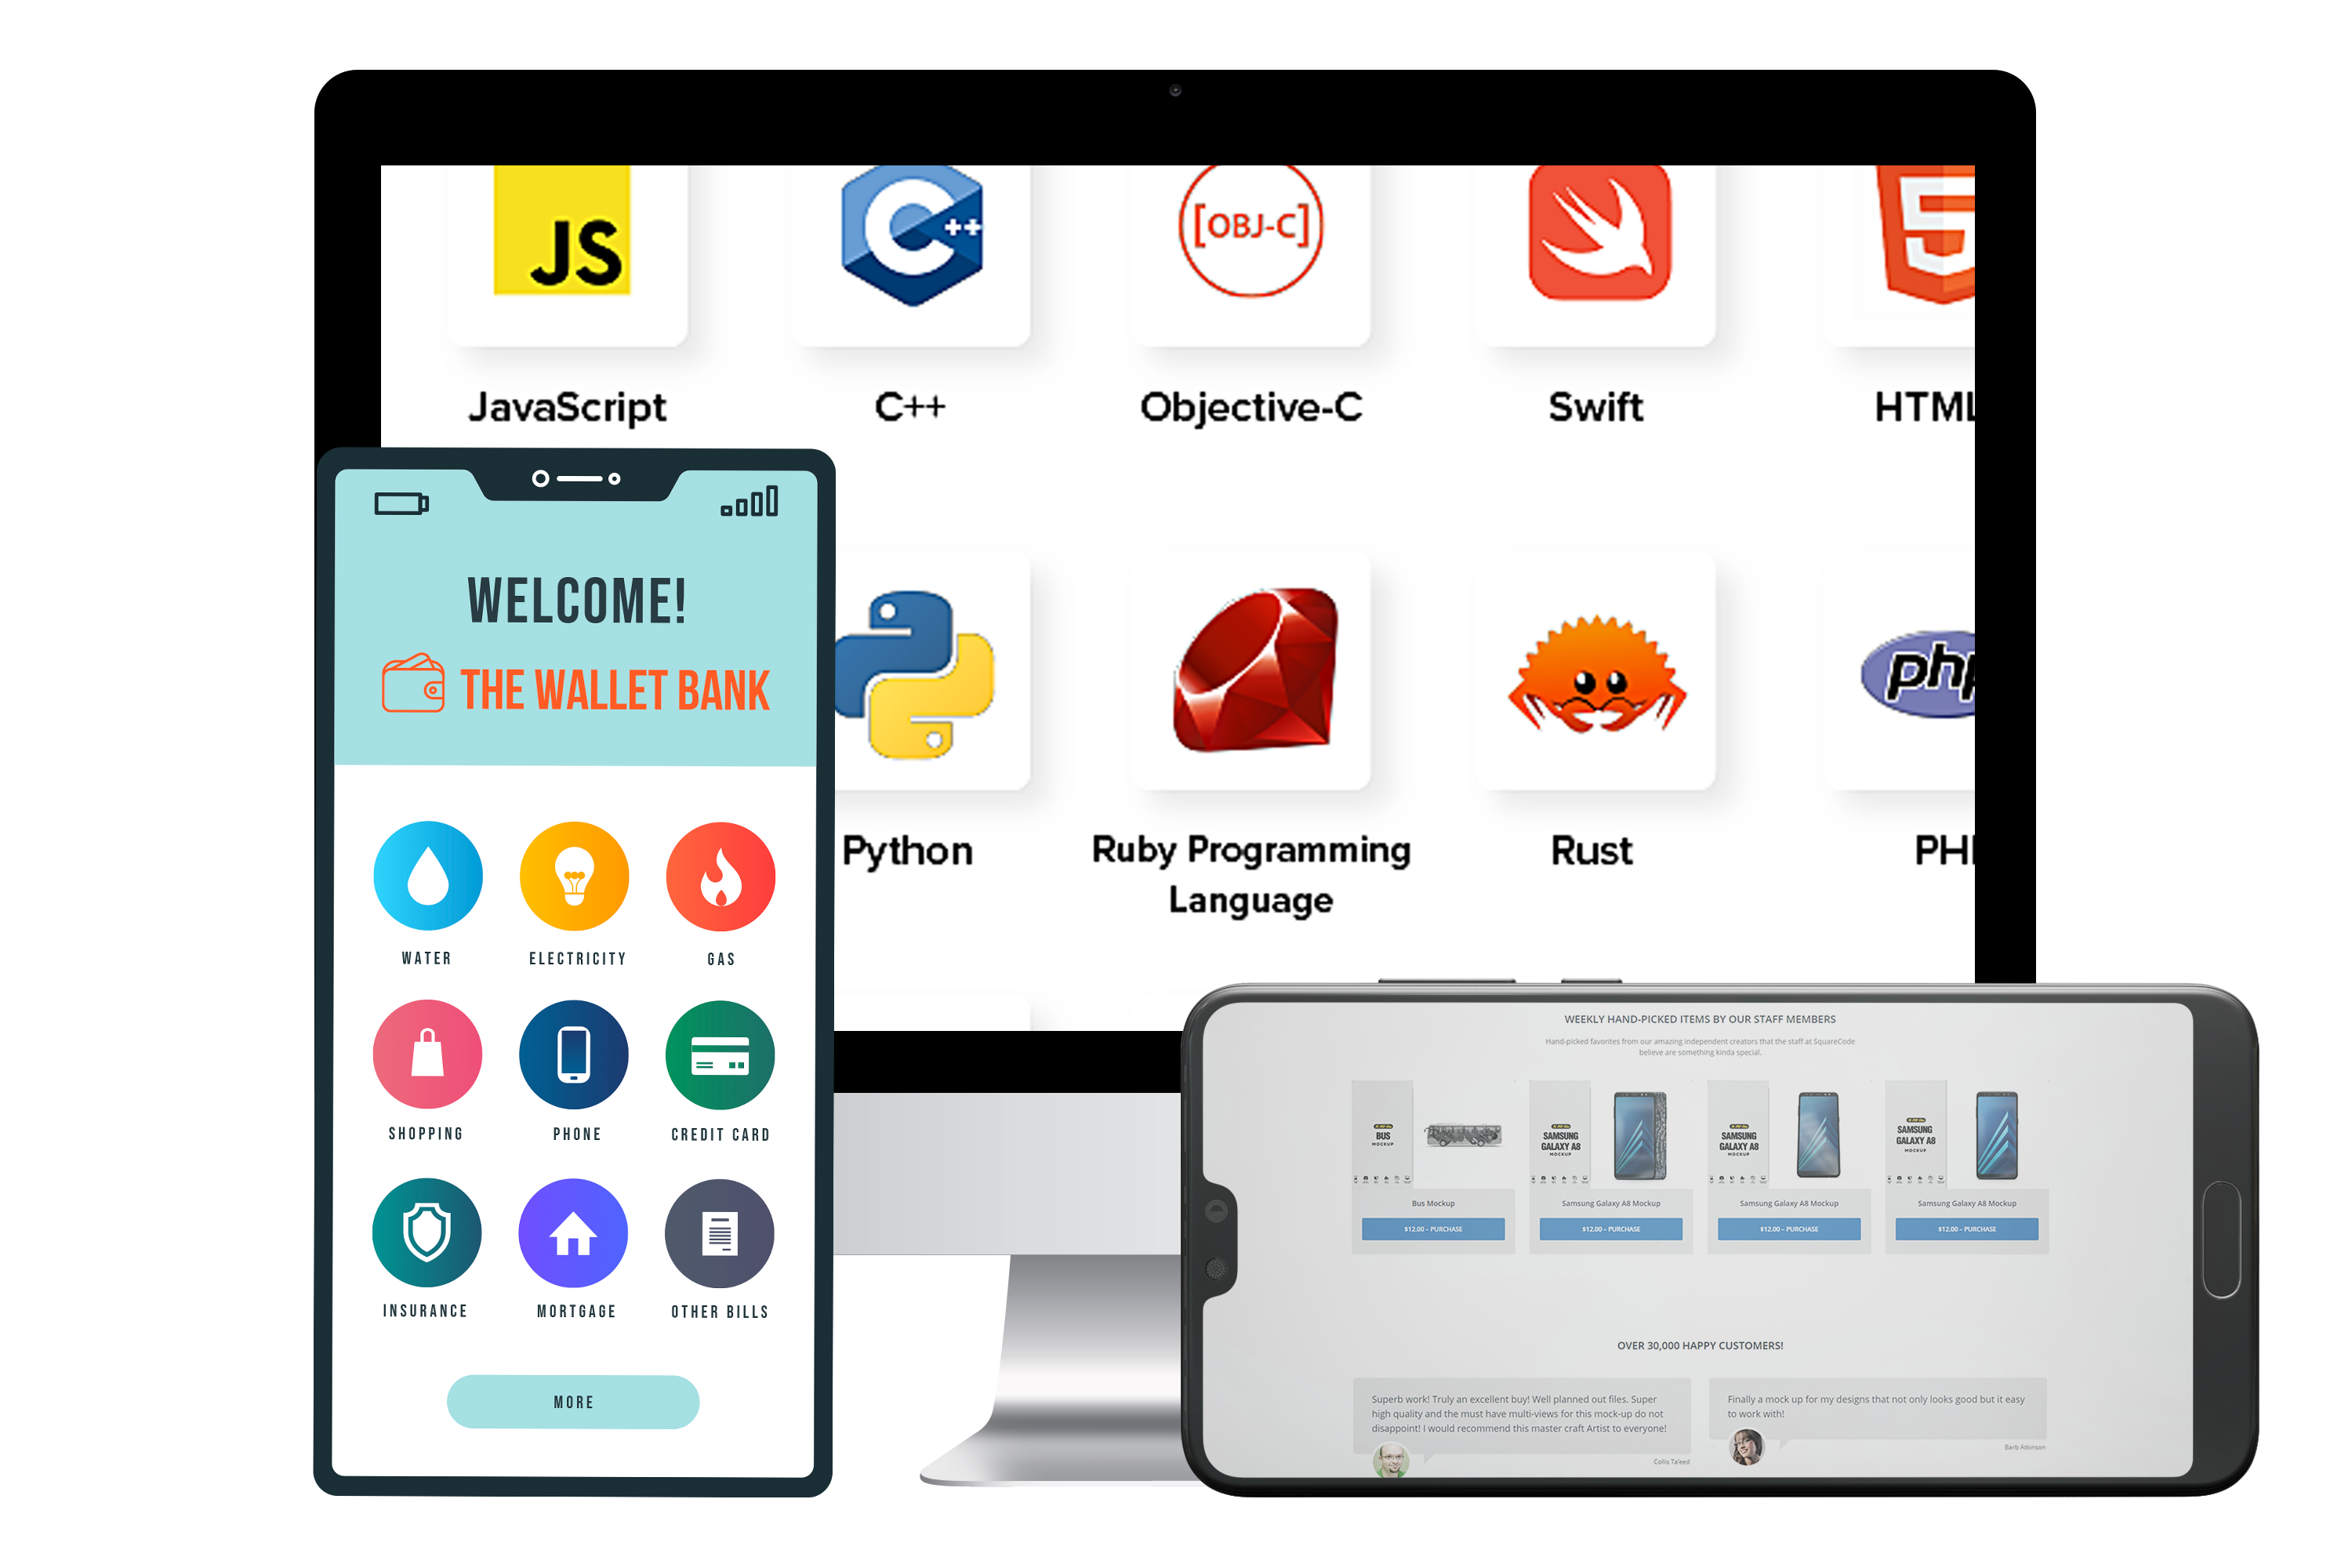 JS
C++
[OBJ-C]
5
JavaScript
C++
Objective-C
Swift
HTML
php
Python
Ruby Programming
Language
Rust
PH
WELCOME!
THE WALLET BANK
WATER
ELECTRICITY
GAS
SHOPPING
PHONE
CREDIT CARD
INSURANCE
MORTGAGE
OTHER BILLS
MORE
WEEKLY HAND-PICKED ITEMS BY OUR STAFF MEMBERS
Hand-picked favorites from our amazing independent creators that the staff at SquareCode
believe are something kinda special.
BUS
MOCKUP
SAMSUNG
GALAXY A8
MOCKUP
SAMSUNG
GALAXY A8
MOCKUP
SAMSUNG
GALAXY A8
MOCKUP
Bus Mockup
Samsung Galaxy A8 Mockup
Samsung Galaxy A8 Mockup
Samsung Galaxy A8 Mockup
$12.00 – PURCHASE
$12.00 – PURCHASE
$12.00 – PURCHASE
$12.00 – PURCHASE
OVER 30,000 HAPPY CUSTOMERS!
Superb work! Truly an excellent buy! Well planned out files. Super
high quality and the must have multi-views for this mock-up do not
disappoint! I would recommend this master craft Artist to everyone!
Collis Ta'eed
Finally a mock up for my designs that not only looks good but it easy
to work with!
Barb Atkinson